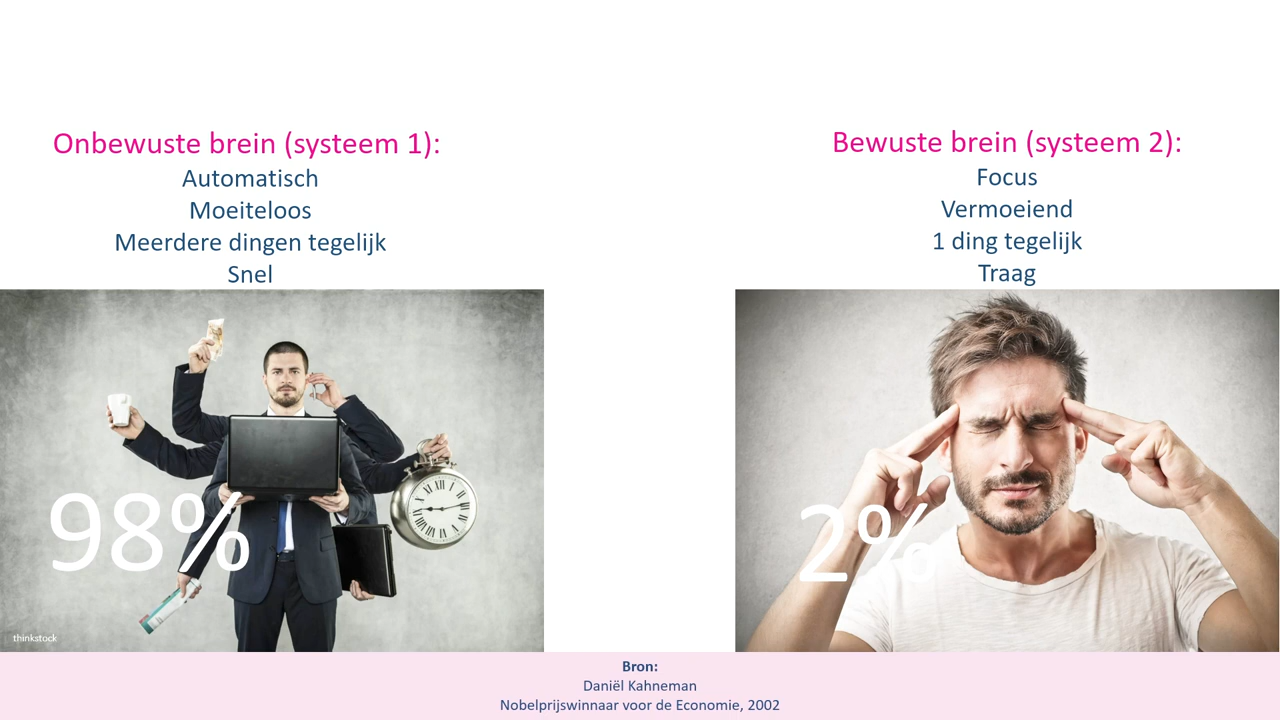 Onbewuste brein (systeem 1):
Automatisch
Moeiteloos
Meerdere dingen tegelijk
Snel
98%
thinkstock
Bewuste brein (systeem 2):
Focus
Vermoeiend
1 ding tegelijk
Traag
2%
Bron:
Daniël Kahneman
Nobelprijswinnaar voor de Economie, 2002